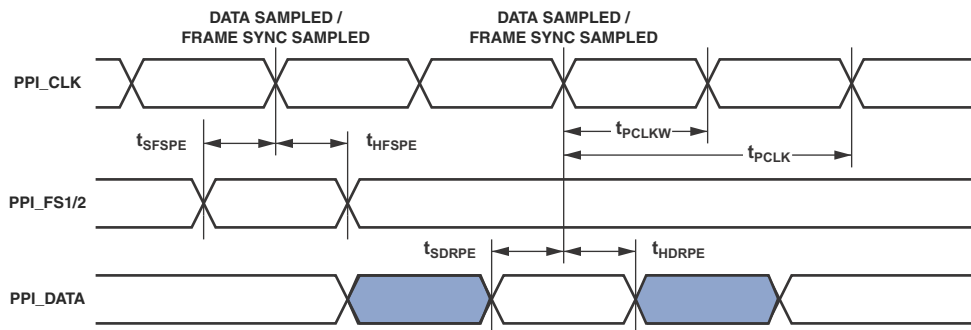 DATA SAMPLED /
FRAME SYNC SAMPLED
DATA SAMPLED /
FRAME SYNC SAMPLED
PPI_CLK
tSFSPE
tHFSPE
tPCLKW
tPCLK
PPI_FS1/2
tSDRPE
tHDRPE
PPI_DATA